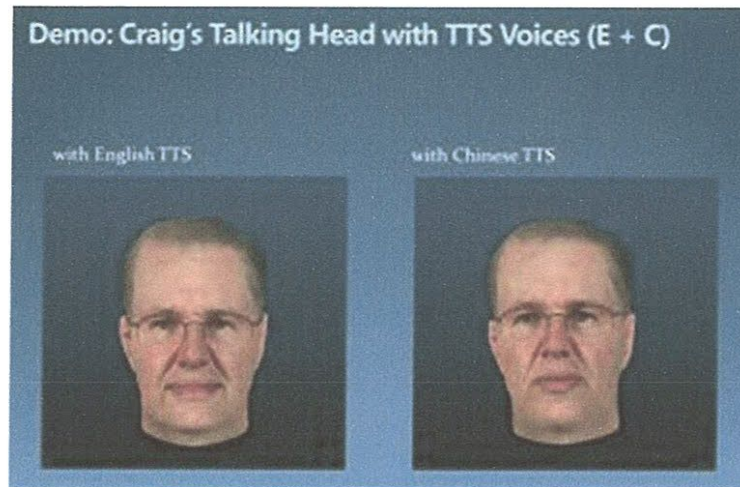 Demo: Craig's Talking Head with TTS Voices (E + C)
with English TTS
with Chinese TTS